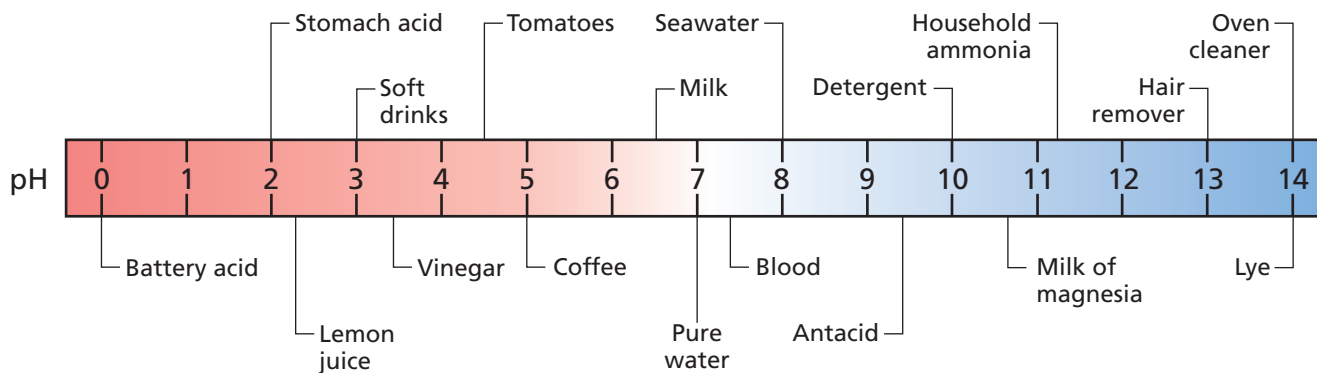 Stomach acid
Tomatoes
Seawater
Household
ammonia
Oven
cleaner
Soft
drinks
Milk
Detergent
Hair
remover
pH 0 1 2 3 4 5 6 7 8 9 10 11 12 13 14
Battery acid
Vinegar
Coffee
Blood
Milk of
magnesia
Lye
Lemon
juice
Pure
water
Antacid